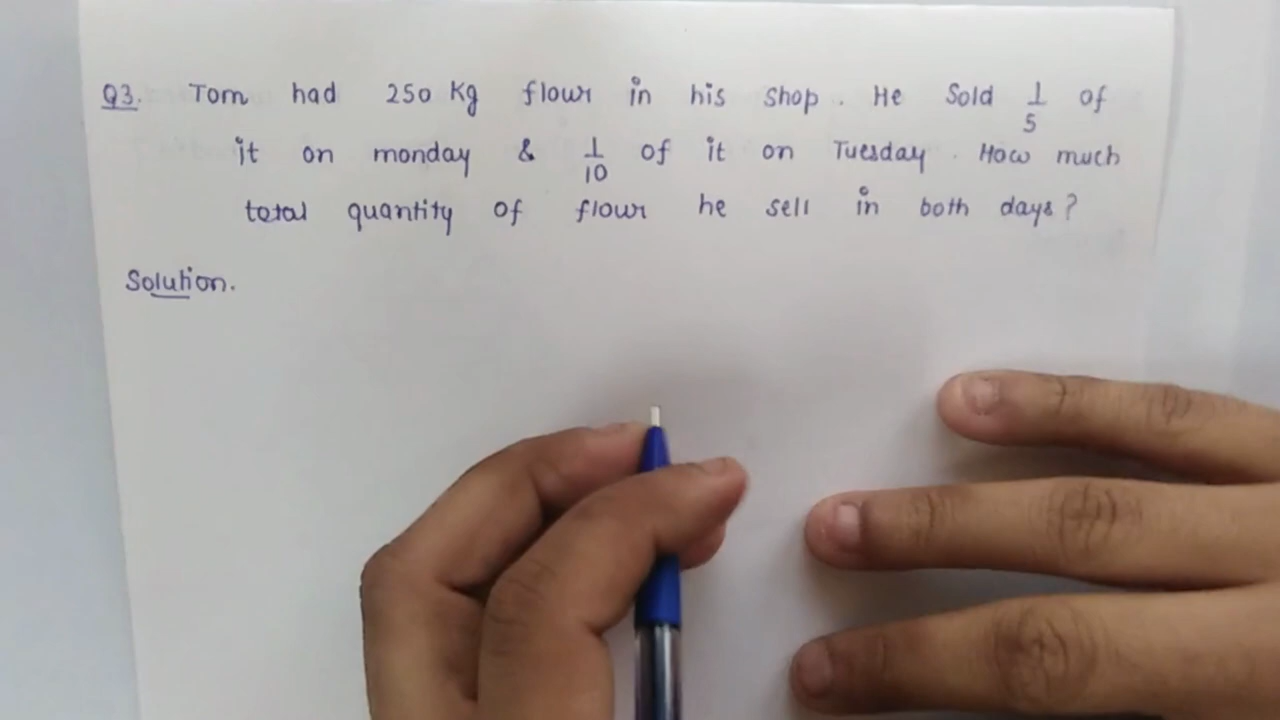 Q3. Tom had 250 Kg flour in his shop. He Sold 1/5 of
it on monday & 1/10 of it on Tuesday. How much
total quantity of flour he sell in both days?
Solution.